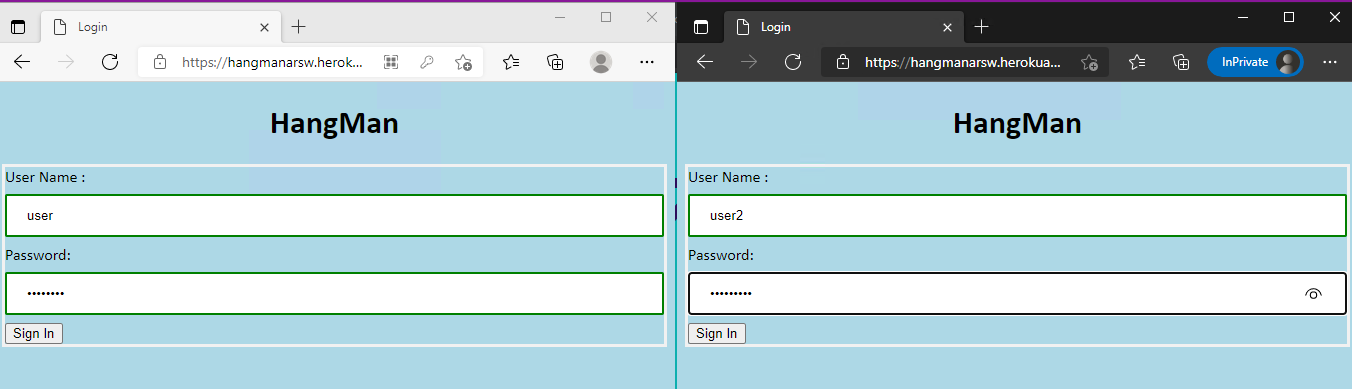 Login
https://hangmanarsw.herok...
HangMan
User Name :
user
Password:
••••••••
Sign In
Login
https://hangmanarsw.herokua...
InPrivate
HangMan
User Name :
user2
Password:
•••••••••
Sign In